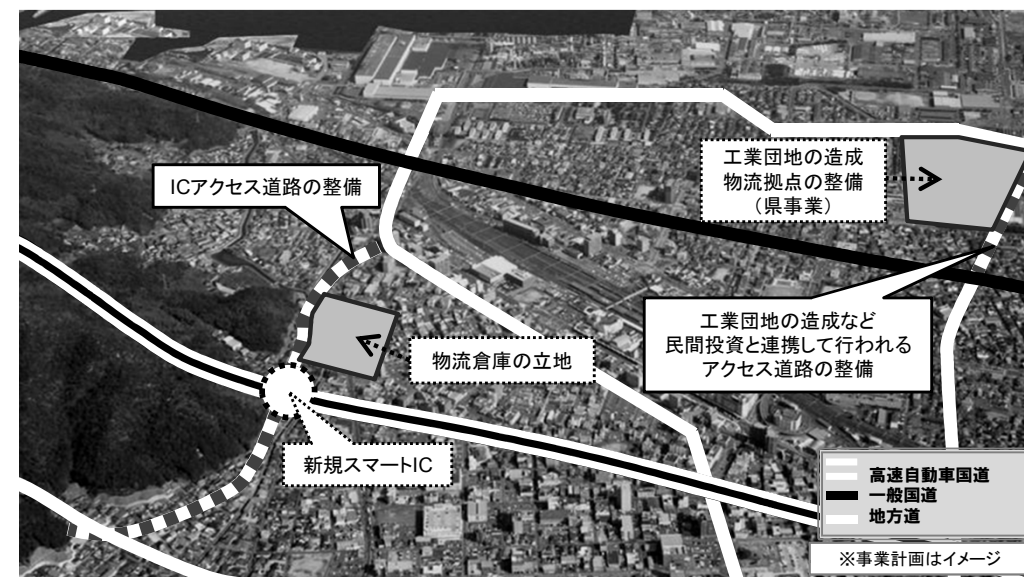 ICアクセス道路の整備
工業団地の造成
物流拠点の整備
（県事業）
物流倉庫の立地
工業団地の造成など
民間投資と連携して行われる
アクセス道路の整備
新規スマートIC
高速自動車国道
一般国道
地方道
※事業計画はイメージ